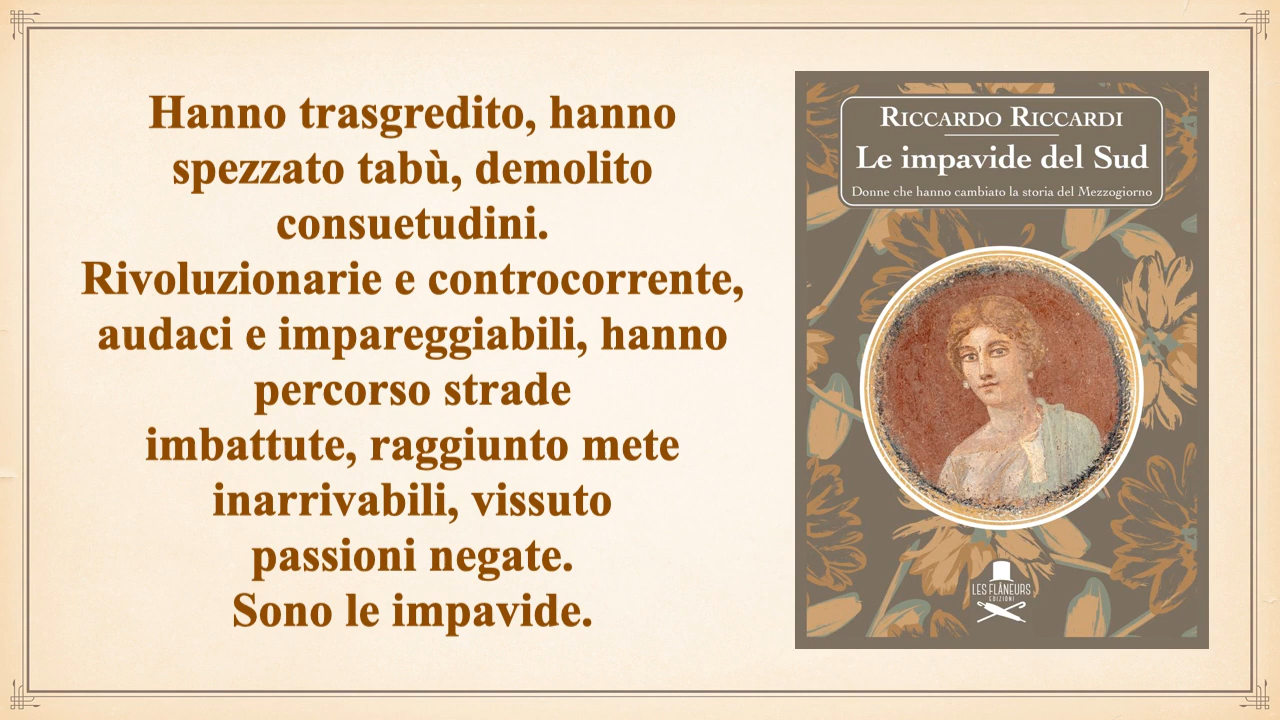 Hanno trasgredito, hanno
spezzato tabù, demolito
consuetudini.
Rivoluzionarie e controcorrente,
audaci e impareggiabili, hanno
percorso strade
imbattute, raggiunto mete
inarrivabili, vissuto
passioni negate.
Sono le impavide.
RICCARDO RICCARDI
Le impavide del Sud
Donne che hanno cambiato la storia del Mezzogiorno
LES FLÂNEURS
EDIZIONI